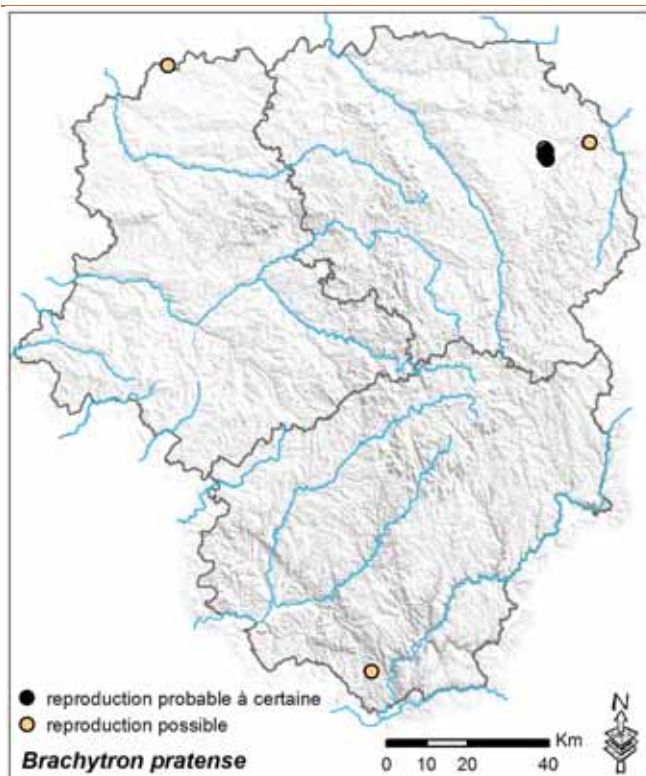 reproduction probable à certaine
reproduction possible
Brachytron pratense
0 10 20 40 Km
N